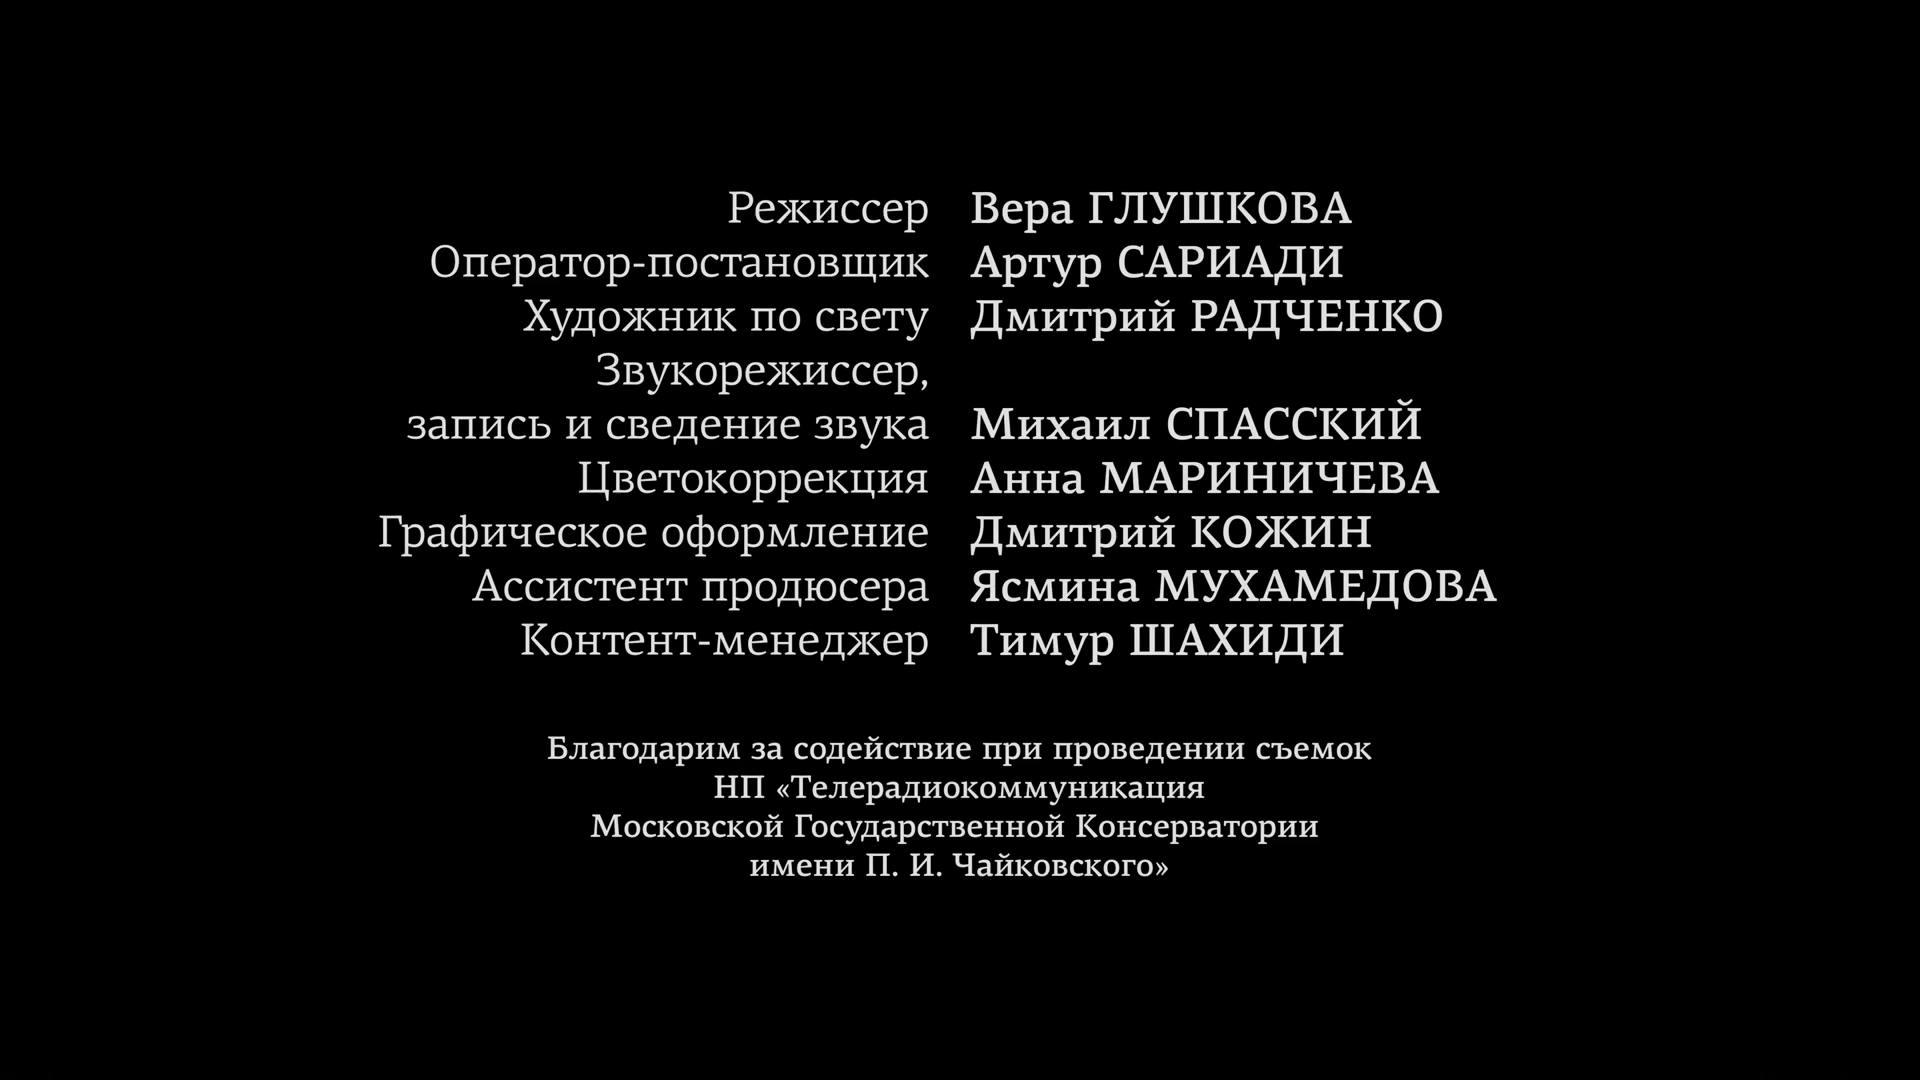 Режиссер Вера ГЛУШКОВА
Оператор-постановщик Артур САРИАДИ
Художник по свету Дмитрий РАДЧЕНКО
Звукорежиссер,
запись и сведение звука Михаил СПАССКИЙ
Цветокоррекция Анна МАРИНИЧЕВА
Графическое оформление Дмитрий КОЖИН
Ассистент продюсера Ясмина МУХАМЕДОВА
Контент-менеджер Тимур ШАХИДИ
Благодарим за содействие при проведении съемок
НП «Телерадиокоммуникация
Московской Государственной Консерватории
имени П. И. Чайковского»